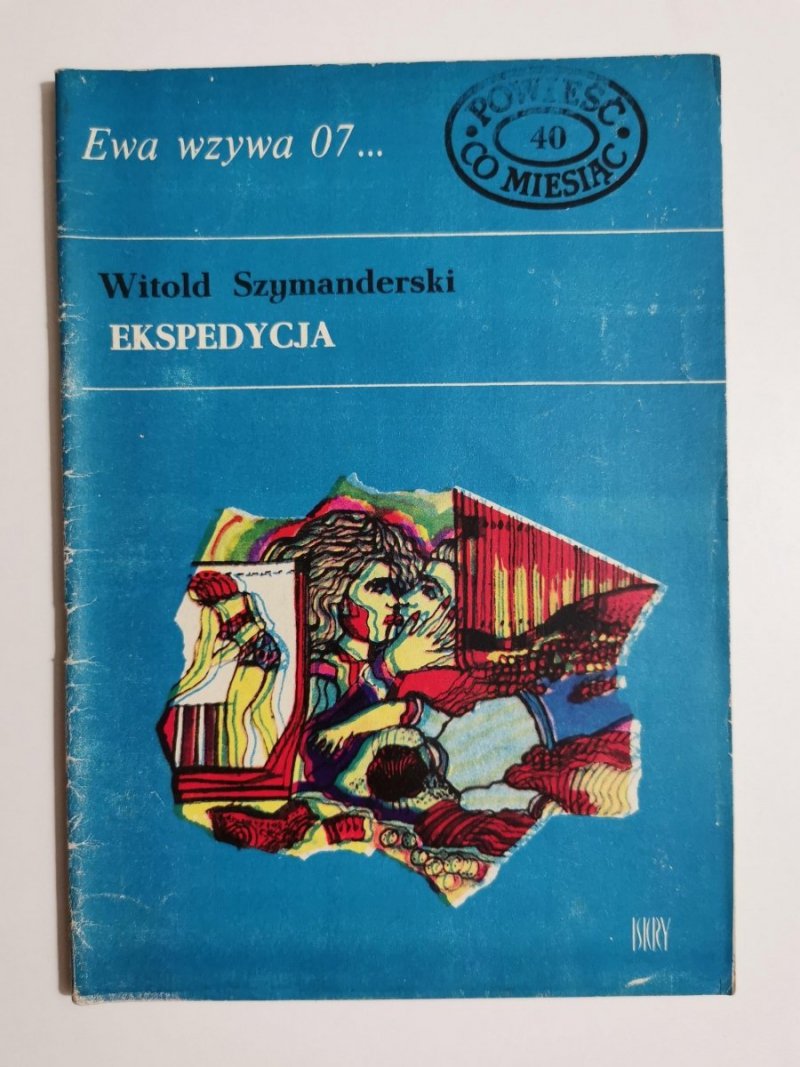 Ewa wzywa 07...
• POWIEŚĆ •
40
CO MIESIĄC
Witold Szymanderski
EKSPEDYCJA
ISKRY